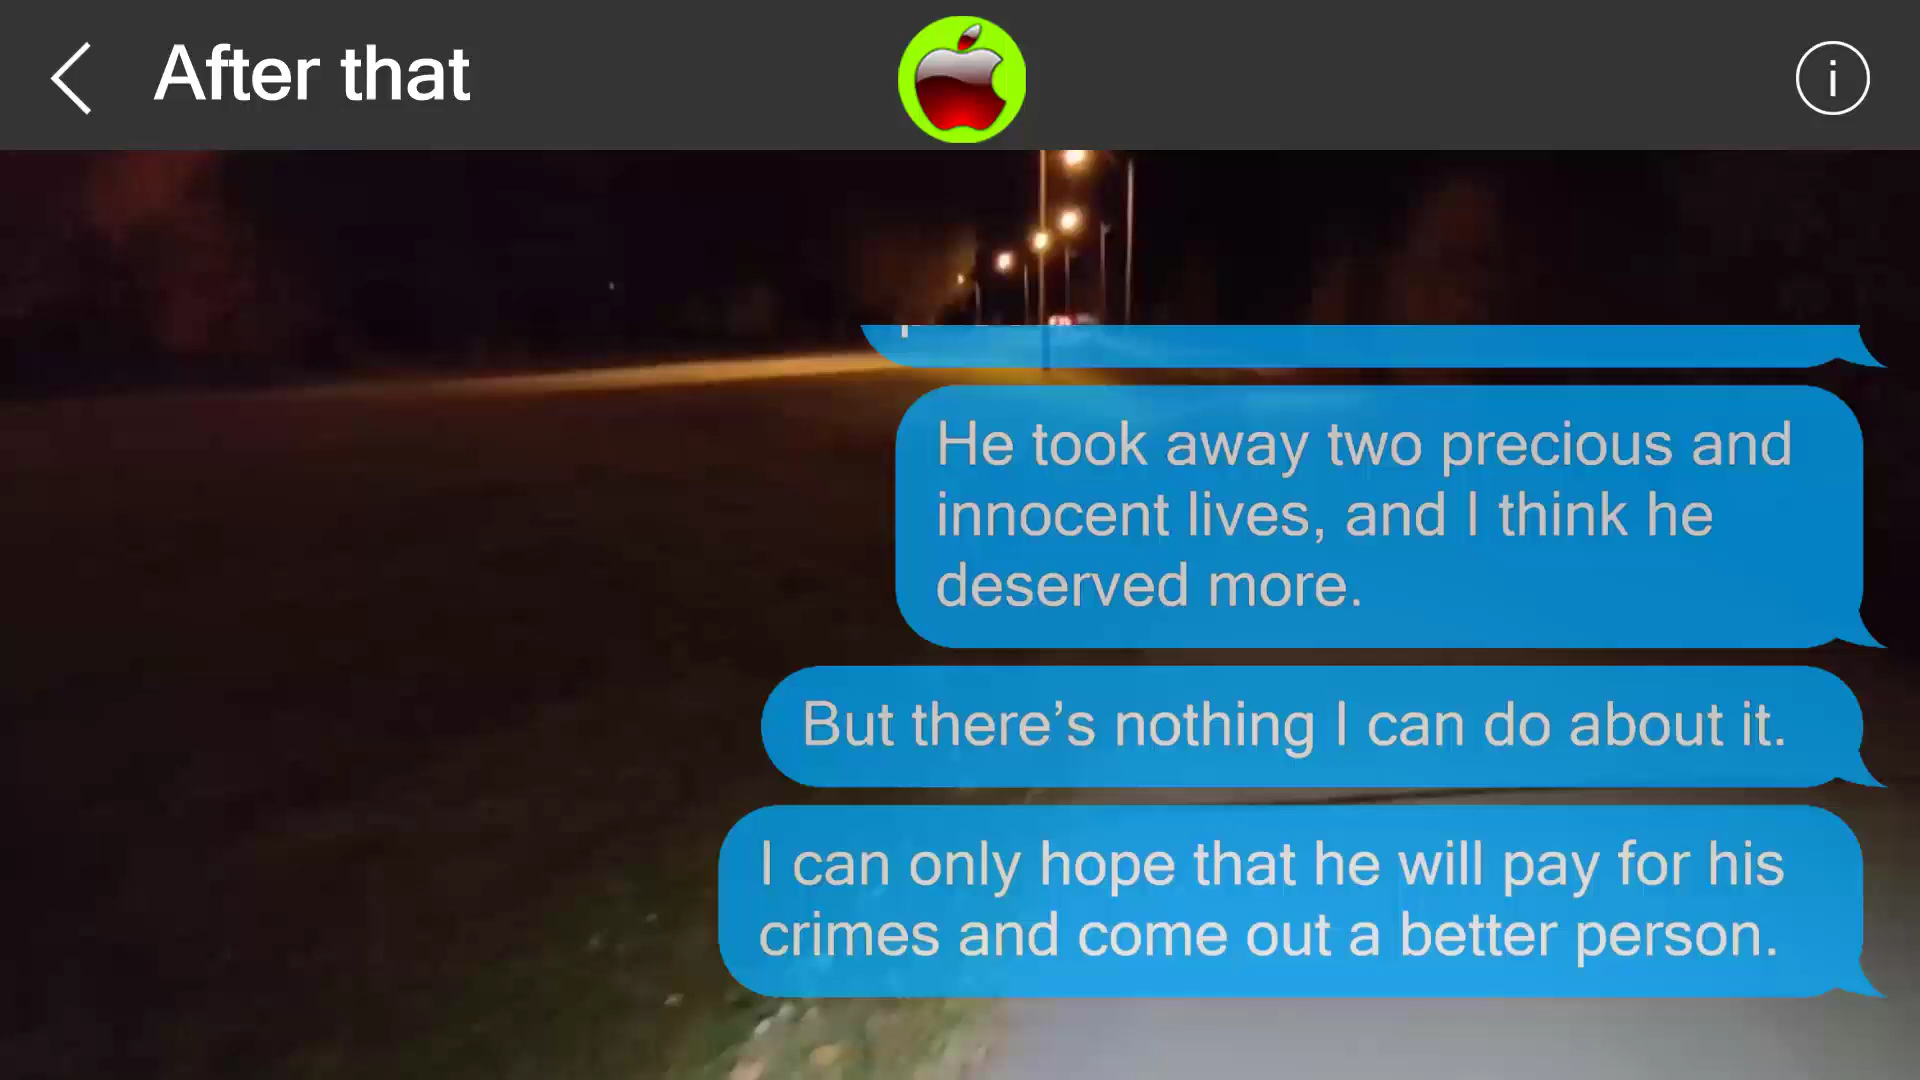 After that
He took away two precious and
innocent lives, and I think he
deserved more.
But there’s nothing I can do about it.
I can only hope that he will pay for his
crimes and come out a better person.